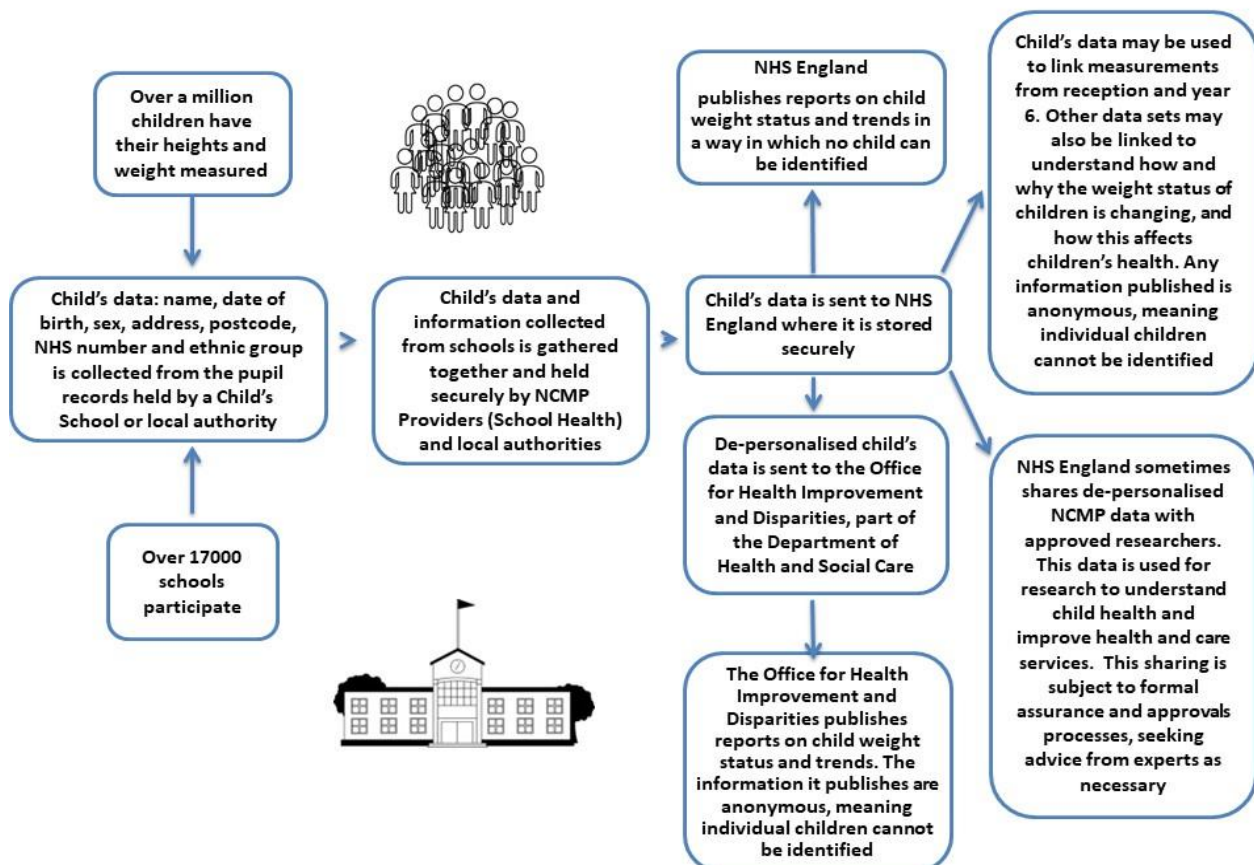 Over a million
children have
their heights and
weight measured
Child's data: name, date of
birth, sex, address, postcode,
NHS number and ethnic group
is collected from the pupil
records held by a Child's
School or local authority
Over 17000
schools
participate
Child's data and
information collected
from schools is gathered
together and held
securely by NCMP
Providers (School Health)
and local authorities
NHS England
publishes reports on child
weight status and trends in
a way in which no child can
be identified
Child's data is sent to NHS
England where it is stored
securely
De-personalised child's
data is sent to the Office
for Health Improvement
and Disparities, part of
the Department of
Health and Social Care
The Office for Health
Improvement and
Disparities publishes
reports on child weight
status and trends. The
information it publishes are
anonymous, meaning
individual children cannot
be identified
Child's data may be used
to link measurements
from reception and year
6. Other data sets may
also be linked to
understand how and
why the weight status of
children is changing, and
how this affects
children's health. Any
information published is
anonymous, meaning
individual children
cannot be identified
NHS England sometimes
shares de-personalised
NCMP data with
approved researchers.
This data is used for
research to understand
child health and
improve health and care
services. This sharing is
subject to formal
assurance and approvals
processes, seeking
advice from experts as
necessary